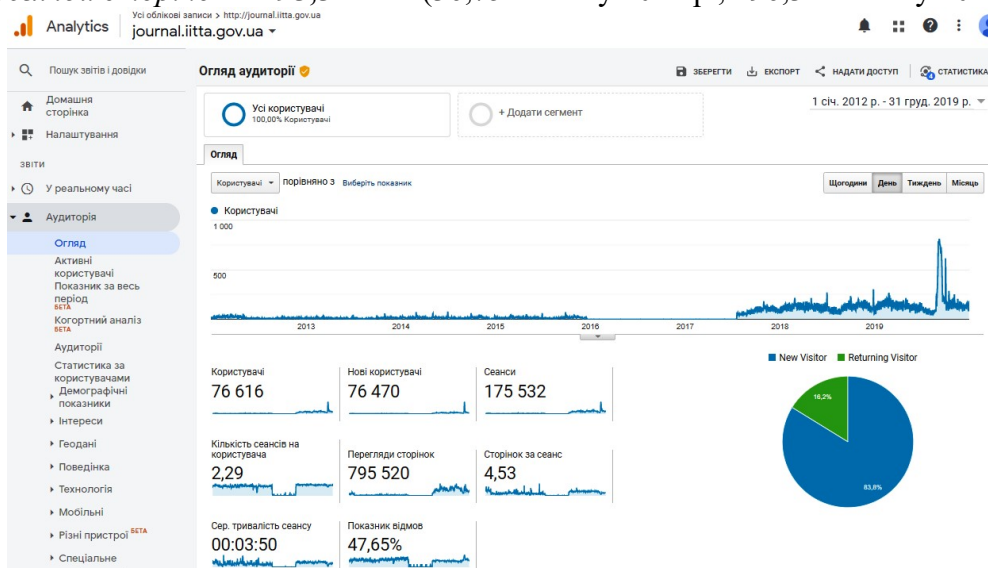 Усі облікові записи > http://journal.iitta.gov.ua
Analytics
journal.iitta.gov.ua
Пошук звітів і довідки
Огляд аудиторії
ЗБЕРЕГТИ
ЕКСПОРТ
НАДАТИ ДОСТУП
СТАТИСТИКА
Домашня
сторінка
Налаштування
ЗВІТИ
У реальному часі
Аудиторія
Огляд
Активні
користувачі
Показник за весь
період
БЕТА
Когортний аналіз
БЕТА
Аудиторії
Статистика за
користувачами
Демографічні
показники
Інтереси
Геодані
Поведінка
Технологія
Мобільні
Різні пристрої БЕТА
Спеціальне
Усі користувачі
100,00% Користувачі
+ Додати сегмент
1 січ. 2012 р. - 31 груд. 2019 р.
Огляд
Користувачі порівняно з Виберіть показник
Щогодини День Тиждень Місяць
Користувачі
1 000
500
2013 2014 2015 2016 2017 2018 2019
New Visitor Returning Visitor
16,2%
83,8%
Користувачі
76 616
Нові користувачі
76 470
Сеанси
175 532
Кількість сеансів на
користувача
2,29
Перегляди сторінок
795 520
Сторінок за сеанс
4,53
Сер. тривалість сеансу
00:03:50
Показник відмов
47,65%